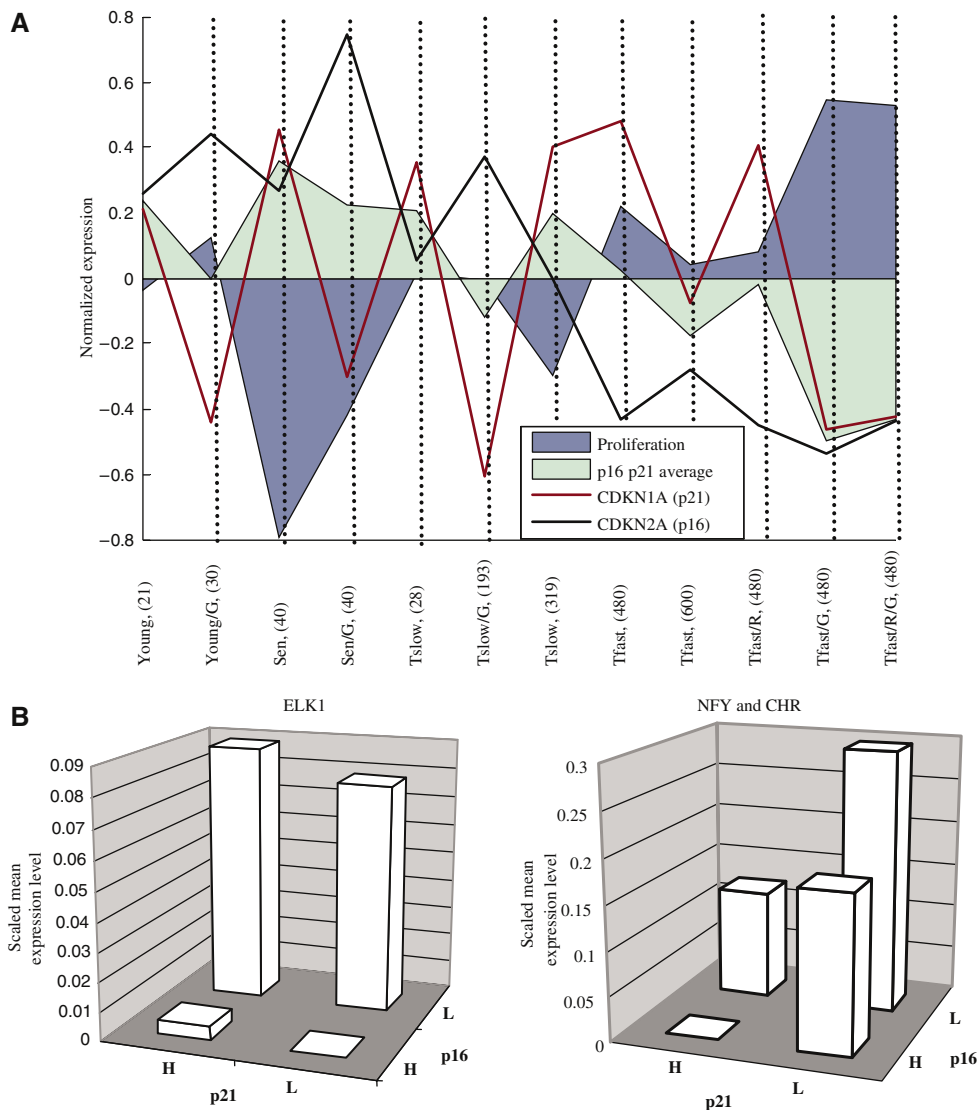 A
Normalized expression
0.8
0.6
0.4
0.2
0
−0.2
−0.4
−0.6
−0.8
Proliferation
p16 p21 average
CDKN1A (p21)
CDKN2A (p16)
Young, (21)
Young/G, (30)
Sen, (40)
Sen/G, (40)
Tslow, (28)
Tslow/G, (193)
Tslow, (319)
Tfast, (480)
Tfast, (600)
Tfast/R, (480)
Tfast/G, (480)
Tfast/R/G, (480)
B
ELK1
Scaled mean
expression level
0.09
0.08
0.07
0.06
0.05
0.04
0.03
0.02
0.01
0
H
L
p21
H
L
p16
NFY and CHR
Scaled mean
expression level
0.3
0.25
0.2
0.15
0.1
0.05
0
H
L
p21
H
L
p16